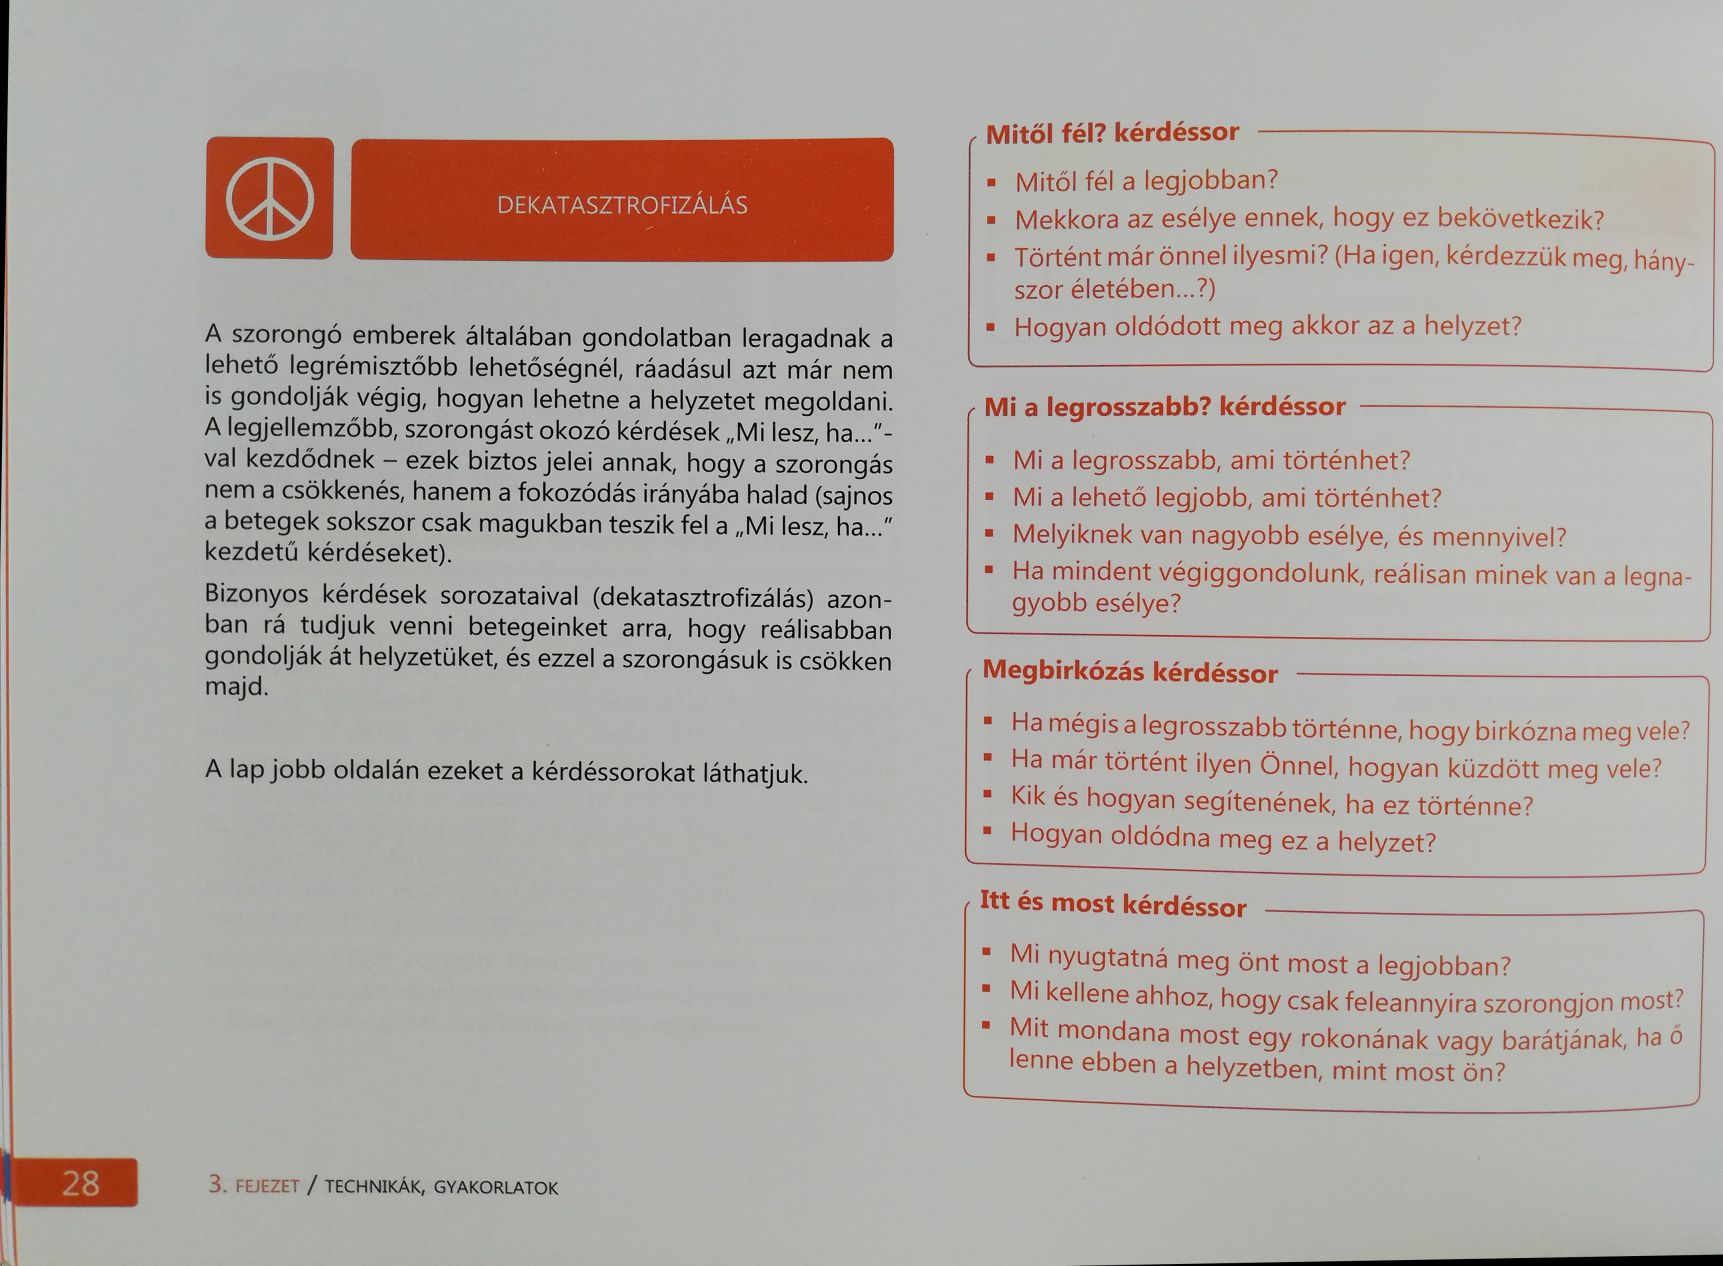 DEKATASZTROFIZÁLÁS
A szorongó emberek általában gondolatban leragadnak a
lehető legrémisztőbb lehetőségnél, ráadásul azt már nem
is gondolják végig, hogyan lehetne a helyzetet megoldani.
A legjellemzőbb, szorongást okozó kérdések „Mi lesz, ha...”-
val kezdődnek – ezek biztos jelei annak, hogy a szorongás
nem a csökkenés, hanem a fokozódás irányába halad (sajnos
a betegek sokszor csak magukban teszik fel a „Mi lesz, ha...”
kezdetű kérdéseket).
Bizonyos kérdések sorozataival (dekatasztrofizálás) azon-
ban rá tudjuk venni betegeinket arra, hogy reálisabban
gondolják át helyzetüket, és ezzel a szorongásuk is csökken
majd.
A lap jobb oldalán ezeket a kérdéssorokat láthatjuk.
Mitől fél? kérdéssor
▪ Mitől fél a legjobban?
▪ Mekkora az esélye ennek, hogy ez bekövetkezik?
▪ Történt már önnel ilyesmi? (Ha igen, kérdezzük meg, hány-
szor életében...?)
▪ Hogyan oldódott meg akkor az a helyzet?
Mi a legrosszabb? kérdéssor
▪ Mi a legrosszabb, ami történhet?
▪ Mi a lehető legjobb, ami történhet?
▪ Melyiknek van nagyobb esélye, és mennyivel?
▪ Ha mindent végiggondolunk, reálisan minek van a legna-
gyobb esélye?
Megbirkózás kérdéssor
▪ Ha mégis a legrosszabb történne, hogy birkózna meg vele?
▪ Ha már történt ilyen Önnel, hogyan küzdött meg vele?
▪ Kik és hogyan segítenének, ha ez történne?
▪ Hogyan oldódna meg ez a helyzet?
Itt és most kérdéssor
▪ Mi nyugtatná meg önt most a legjobban?
▪ Mi kellene ahhoz, hogy csak feleannyira szorongjon most?
▪ Mit mondana most egy rokonának vagy barátjának, ha ő
lenne ebben a helyzetben, mint most ön?
28
3. FEJEZET / TECHNIKÁK, GYAKORLATOK